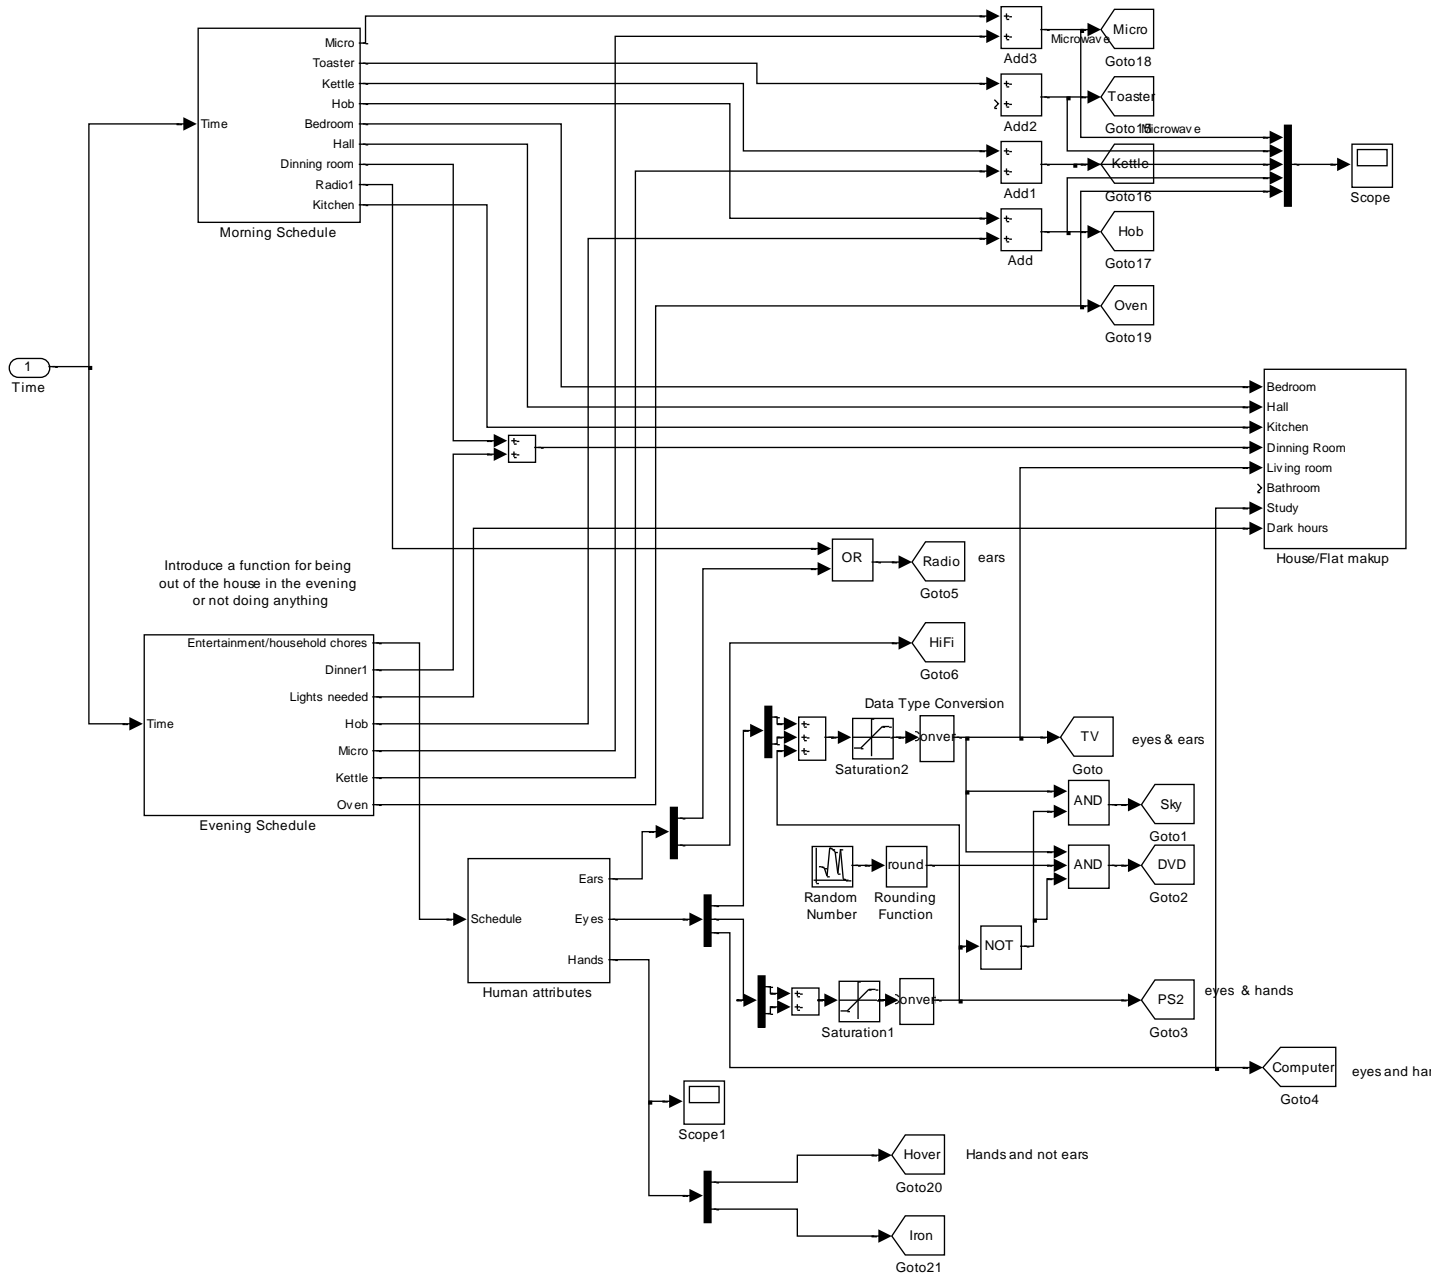 Micro
Toaster
Kettle
Hob
Bedroom
Hall
Dinning room
Radio1
Kitchen
Time
Morning Schedule
Add3
Microwave
Micro
Goto18
Add2
Toaster
Microwave
Add1
Kettle
Goto16
Add
Hob
Goto17
Oven
Goto19
Scope
1
Time
Bedroom
Hall
Kitchen
Dinning Room
Living room
Bathroom
Study
Dark hours
House/Flat makup
OR
Radio
ears
Goto5
Introduce a function for being
out of the house in the evening
or not doing anything
Entertainment/household chores
Dinner1
Lights needed
Hob
Micro
Kettle
Oven
Time
Evening Schedule
HiFi
Goto6
Data Type Conversion
Saturation2
Conver
TV
eyes & ears
Goto
AND
Sky
Goto1
AND
DVD
Goto2
Random
Number
round
Rounding
Function
NOT
Ears
Schedule
Eyes
Hands
Human attributes
Saturation1
Conver
PS2
eyes & hands
Goto3
Computer
eyes and har
Goto4
Scope1
Hover
Hands and not ears
Goto20
Iron
Goto21